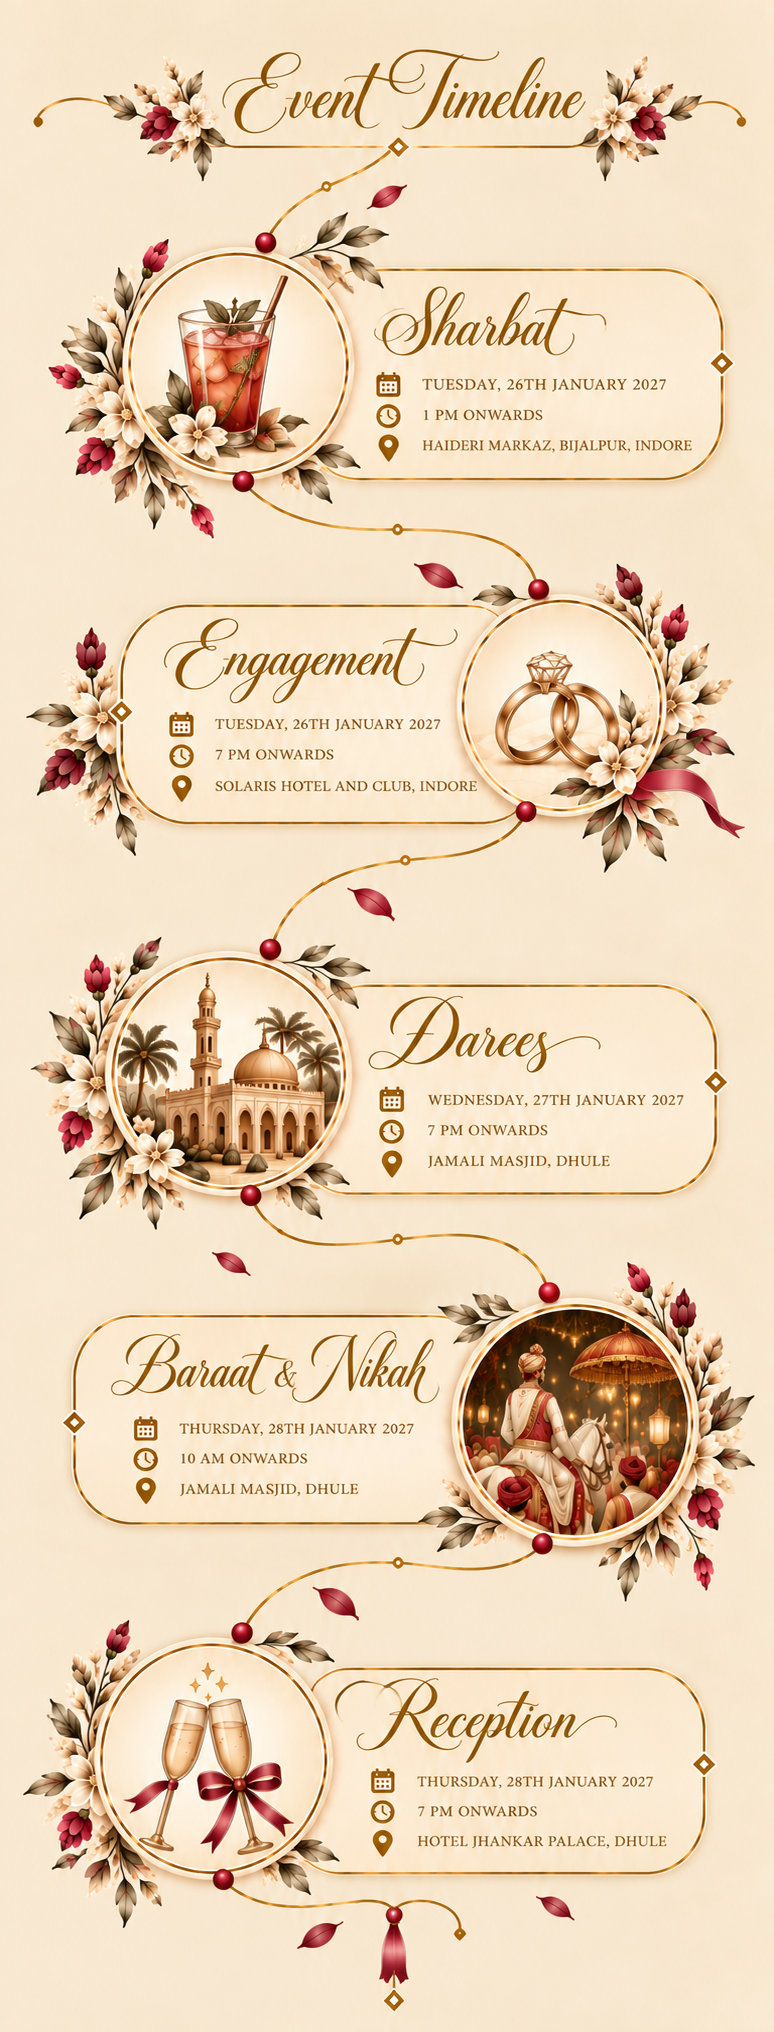 Event Timeline
Sharbat
TUESDAY, 26TH JANUARY 2027
1 PM ONWARDS
HAIDERI MARKAZ, BIJALPUR, INDORE
Engagement
TUESDAY, 26TH JANUARY 2027
7 PM ONWARDS
SOLARIS HOTEL AND CLUB, INDORE
Darees
WEDNESDAY, 27TH JANUARY 2027
7 PM ONWARDS
JAMALI MASJID, DHULE
Baraat & Nikah
THURSDAY, 28TH JANUARY 2027
10 AM ONWARDS
JAMALI MASJID, DHULE
Reception
THURSDAY, 28TH JANUARY 2027
7 PM ONWARDS
HOTEL JHANKAR PALACE, DHULE